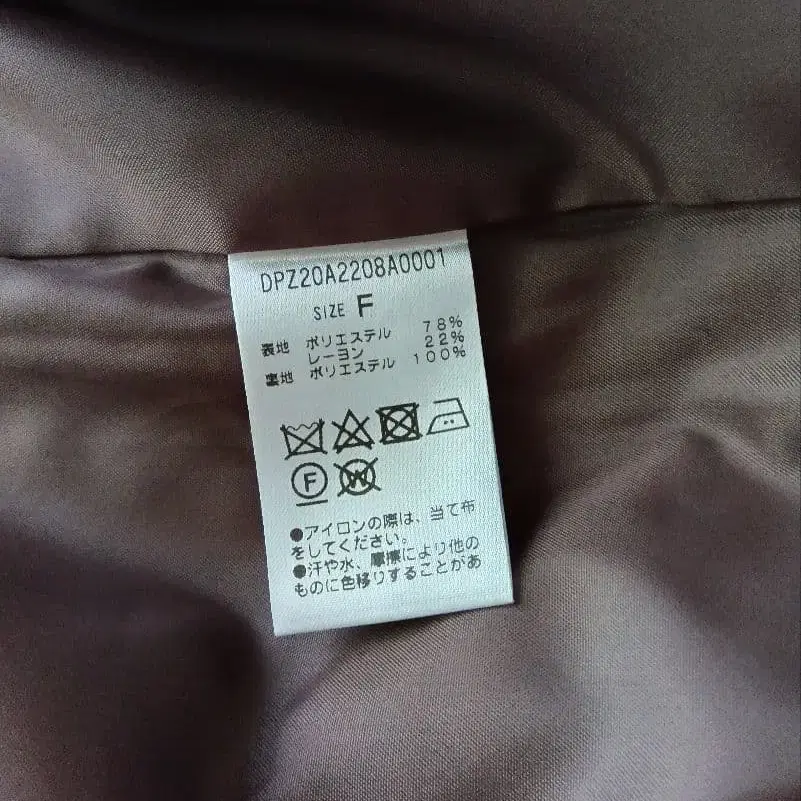 DPZ20A2208A0001
SIZE F
表地 ポリエステル 78%
レーヨン 22%
裏地 ポリエステル 100%
F W
●アイロンの際は、当て布
をしてください。
●汗や水、摩擦により他の
ものに色移りすることがあ